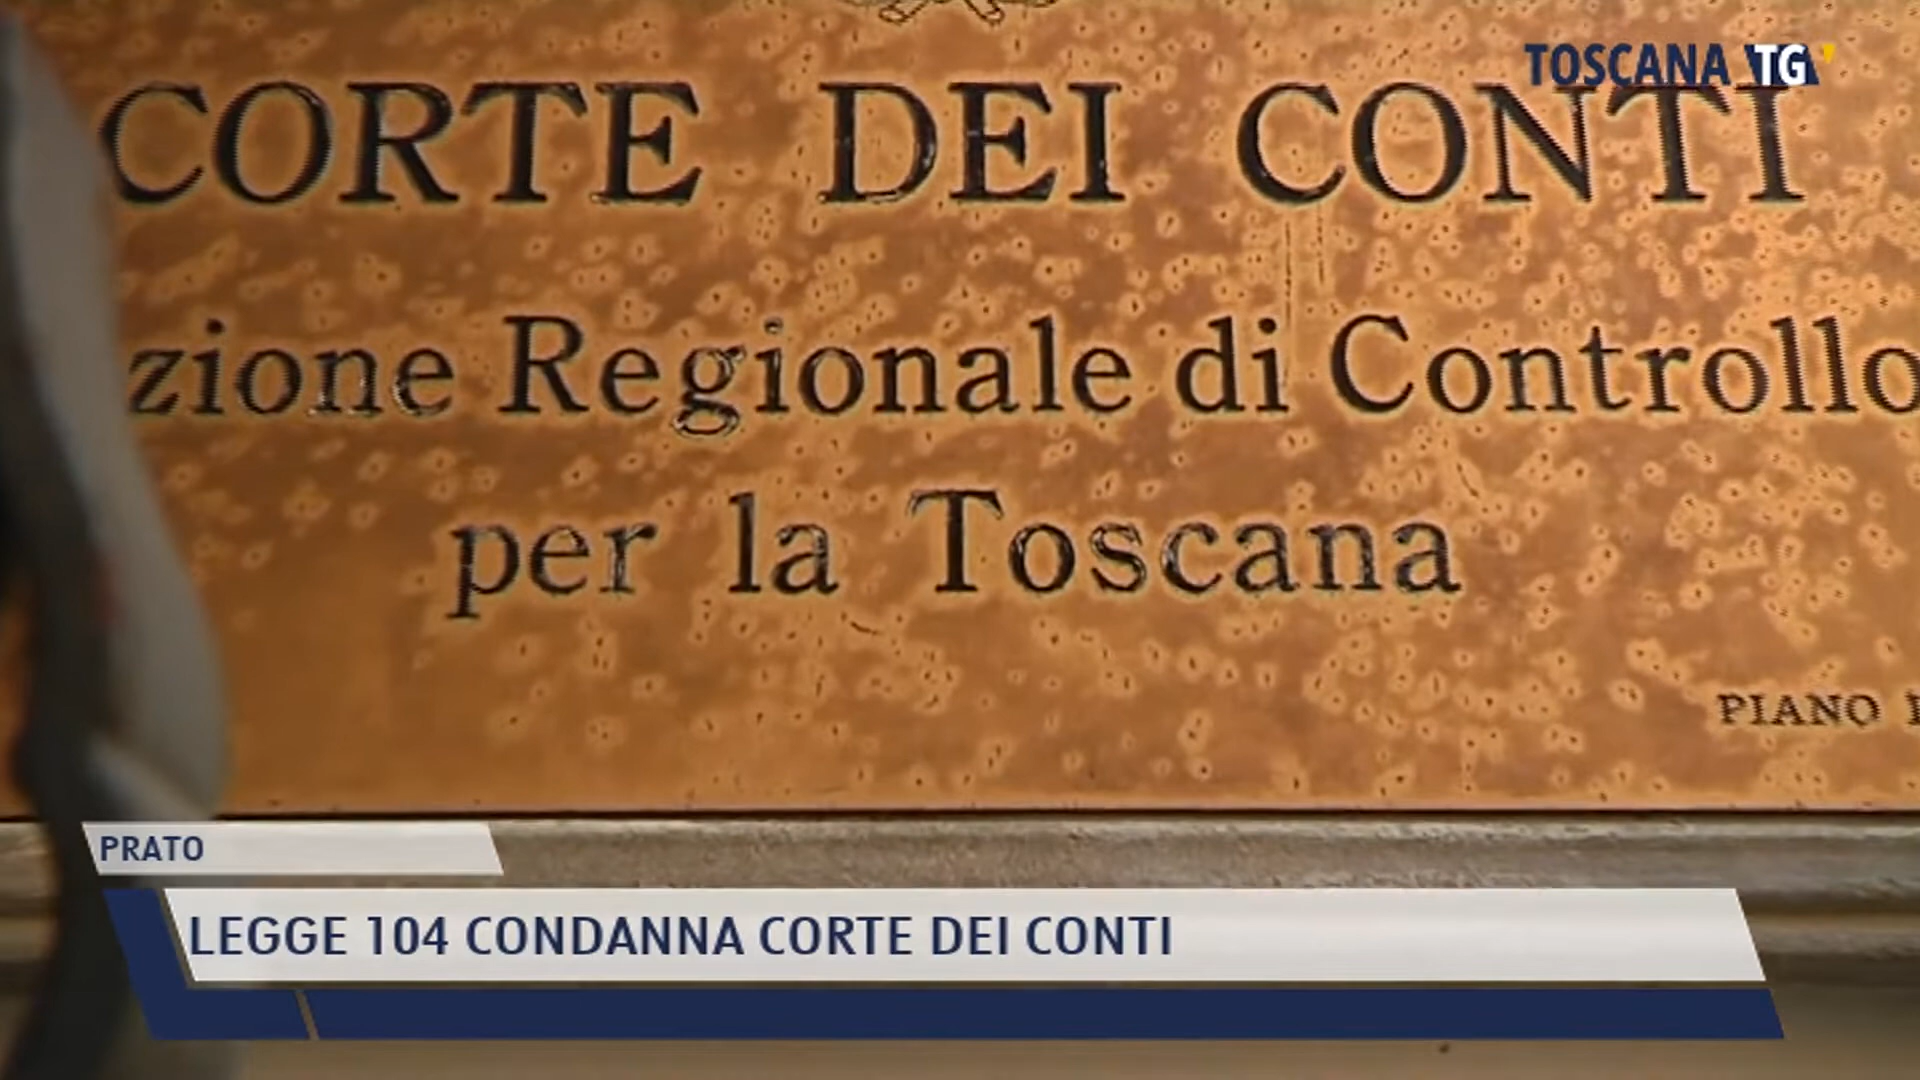 TOSCANA TG
CORTE DEI CONTI
zione Regionale di Controllo
per la Toscana
PIANO
PRATO
LEGGE 104 CONDANNA CORTE DEI CONTI